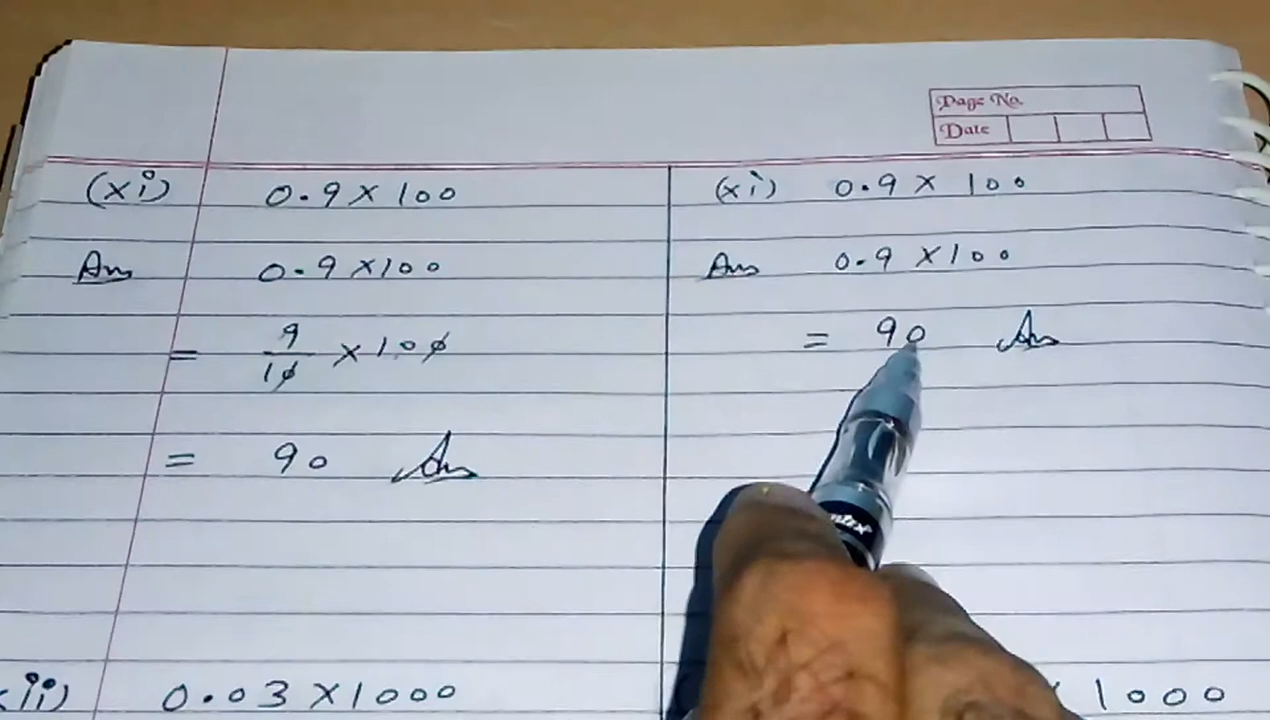 Page No.
Date
(xi) 0.9 × 100
Ans 0.9 × 100
= 9/10 × 100
= 90 Ans
(xi) 0.9 × 100
Ans 0.9 × 100
= 90 Ans
0.03 × 1000
1000